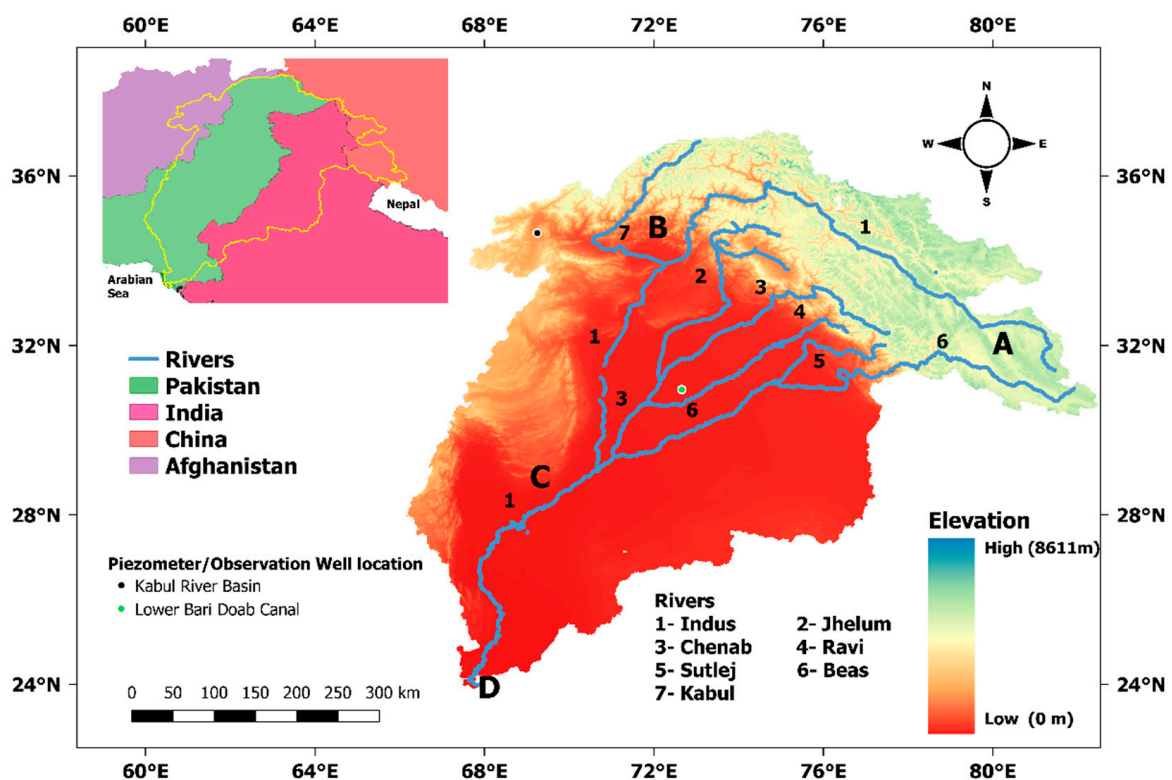 60°E 64°E 68°E 72°E 76°E 80°E
36°N 36°N
32°N 32°N
28°N 28°N
24°N 24°N
Nepal
Arabian
Sea
N
W E
S
Rivers
Pakistan
India
China
Afghanistan
Piezometer/Observation Well location
Kabul River Basin
Lower Bari Doab Canal
0 50 100 150 200 250 300 km
7
B
1
1
2
3
4
1
6
A
5
3
6
C
1
D
Rivers
1- Indus 2- Jhelum
3- Chenab 4- Ravi
5- Sutlej 6- Beas
7- Kabul
Elevation
High (8611m)
Low (0 m)
60°E 64°E 68°E 72°E 76°E 80°E